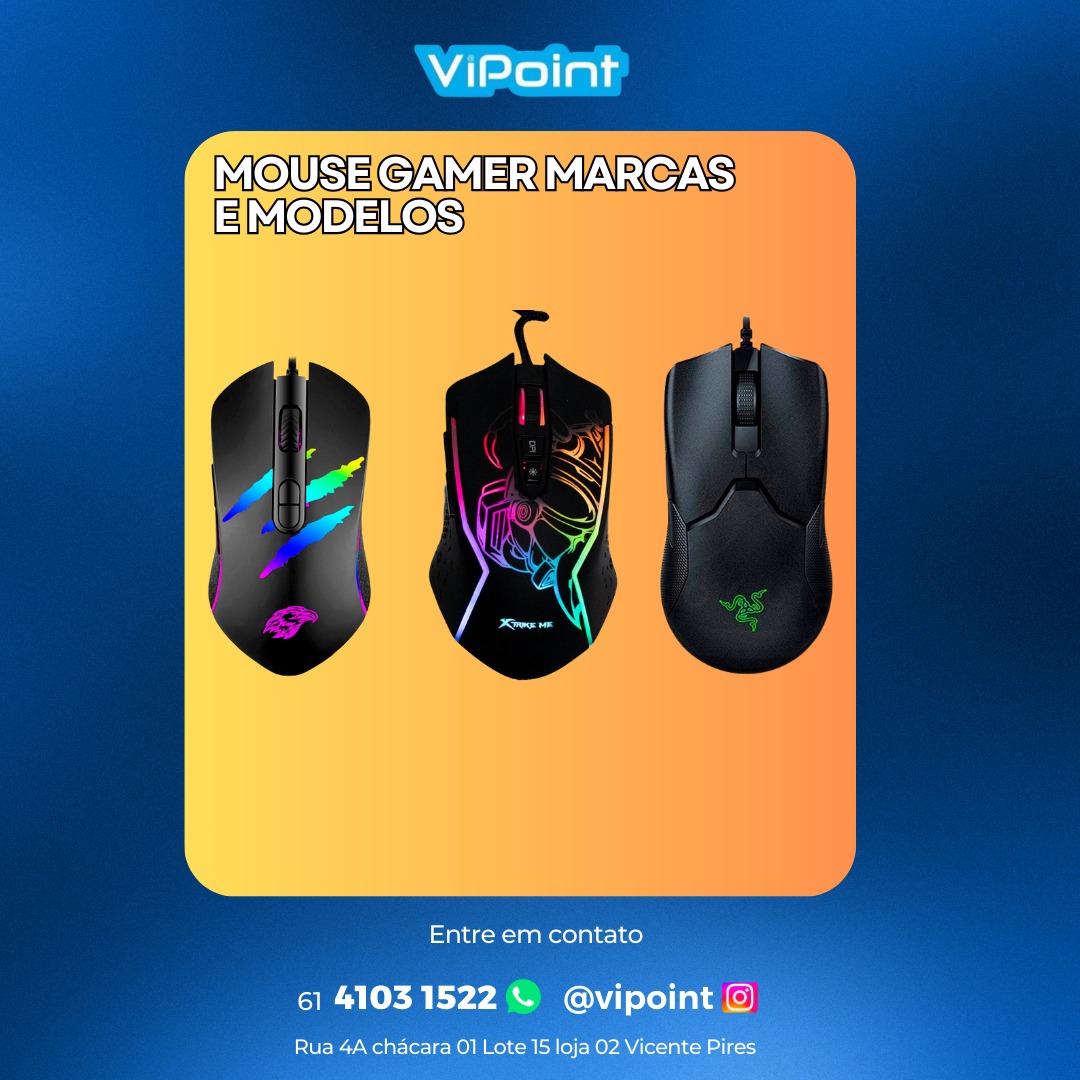 ViPoint
MOUSE GAMER MARCAS
E MODELOS
DPI
XTRIKE ME
Entre em contato
61 4103 1522 @vipoint
Rua 4A chácara 01 Lote 15 loja 02 Vicente Pires